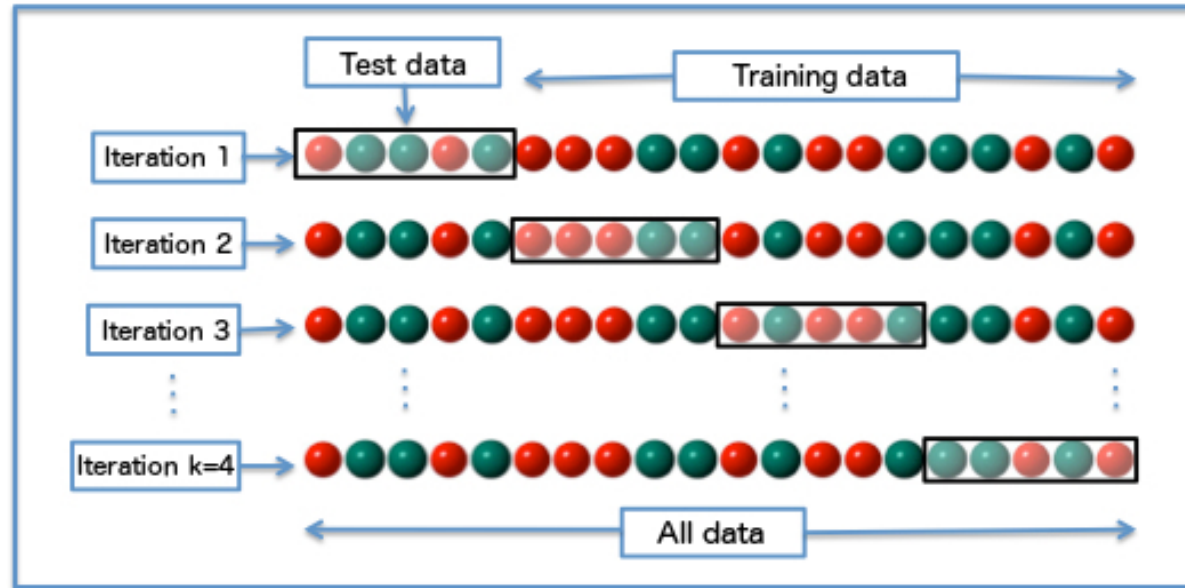 Test data
Training data
Iteration 1
Iteration 2
Iteration 3
Iteration k=4
All data